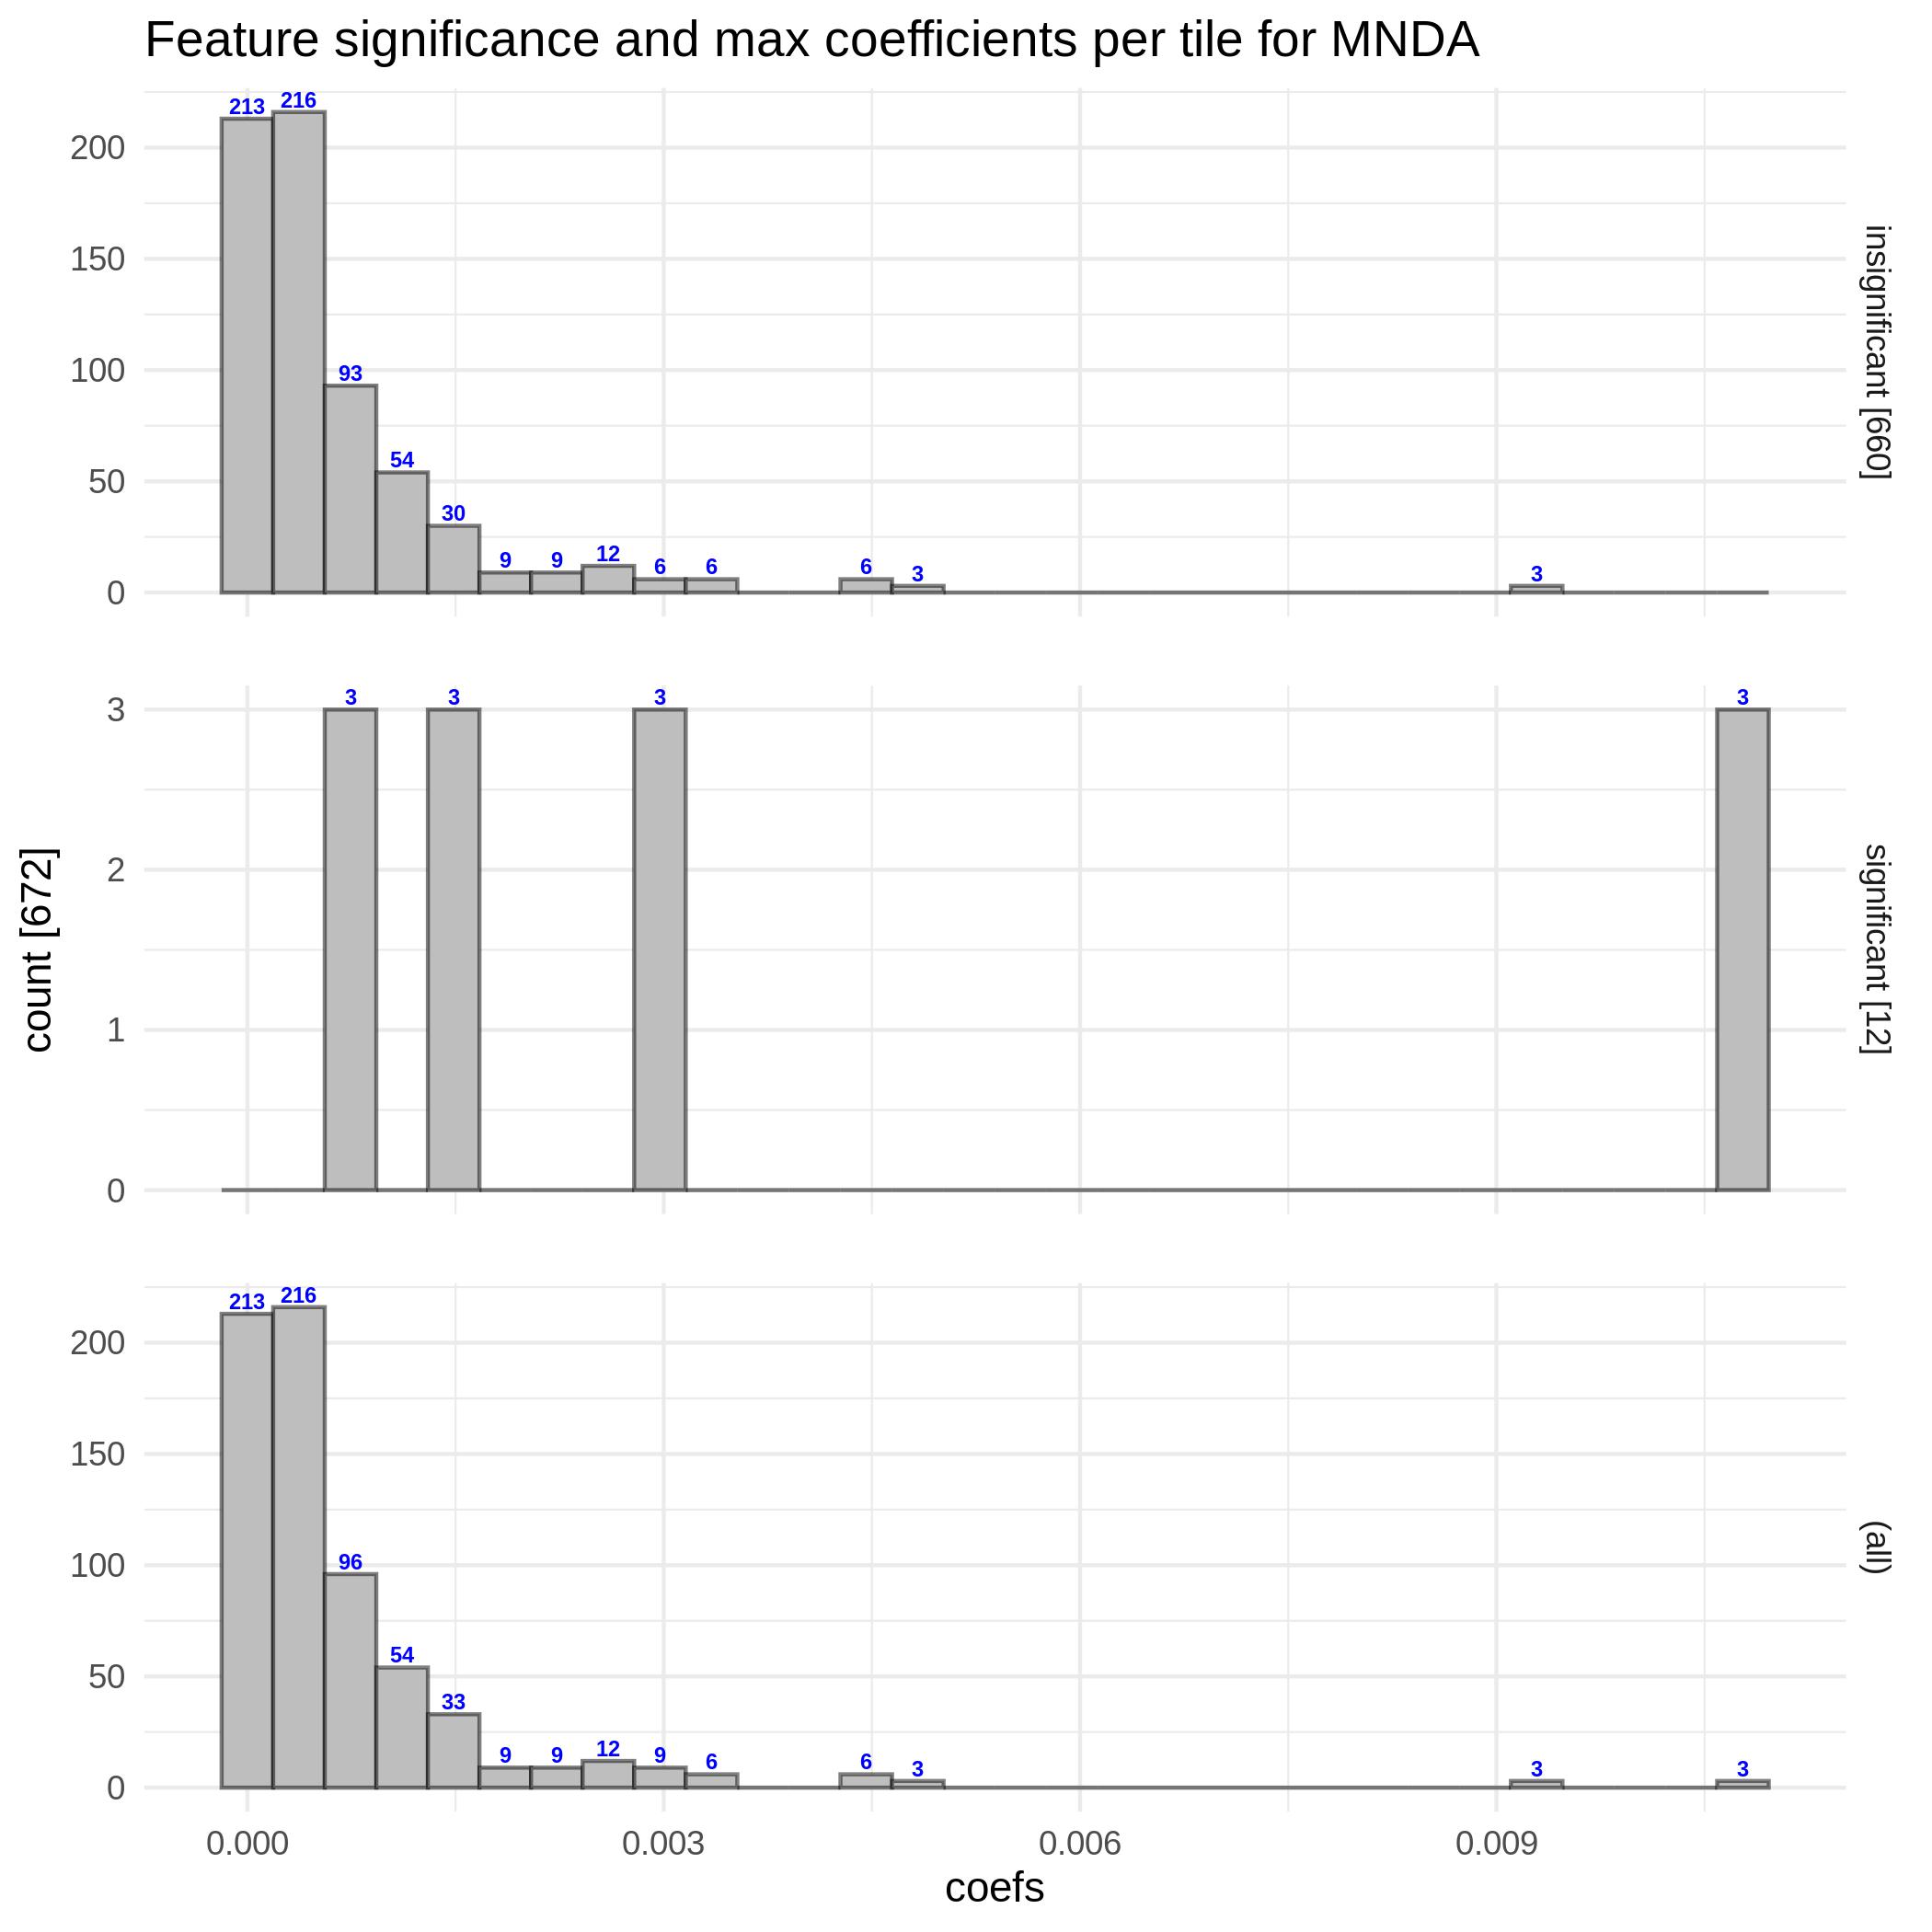 Feature significance and max coefficients per tile for MNDA
213 216 93 54 30 9 9 12 6 6 6 3 3
200
150
100
50
0
insignificant [660]
3 3 3 3
3
2
1
0
significant [12]
count [672]
213 216 96 54 33 9 9 12 9 6 6 3 3 3
200
150
100
50
0
(all)
0.000 0.003 0.006 0.009
coefs